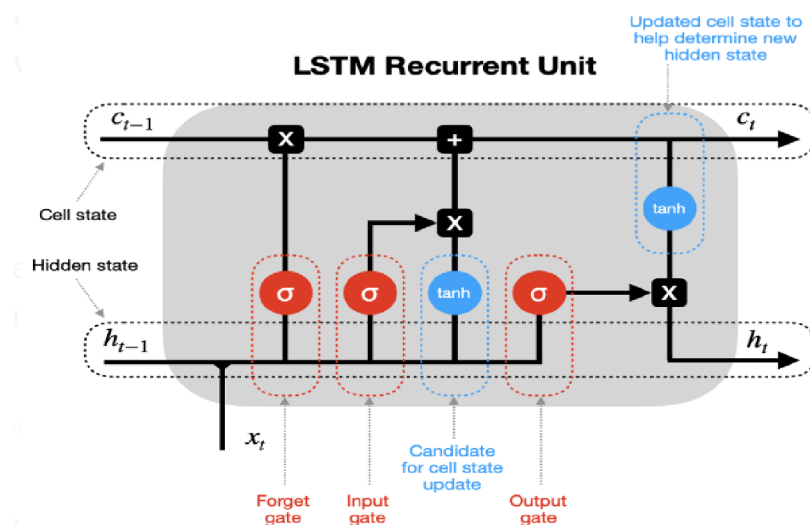 Updated cell state to
help determine new
hidden state
LSTM Recurrent Unit
c_{t−1}
X
+
c_t
Cell state
X
tanh
Hidden state
σ
σ
tanh
σ
X
h_{t−1}
h_t
x_t
Candidate
for cell state
update
Forget
gate
Input
gate
Output
gate